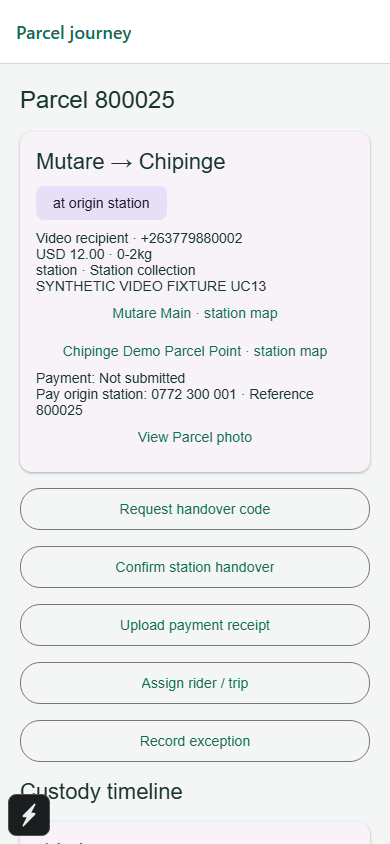 Parcel journey
Parcel 800025
Mutare → Chipinge
at origin station
Video recipient · +263779880002
USD 12.00 · 0-2kg
station · Station collection
SYNTHETIC VIDEO FIXTURE UC13
Mutare Main · station map
Chipinge Demo Parcel Point · station map
Payment: Not submitted
Pay origin station: 0772 300 001 · Reference
800025
View Parcel photo
Request handover code
Confirm station handover
Upload payment receipt
Assign rider / trip
Record exception
Custody timeline